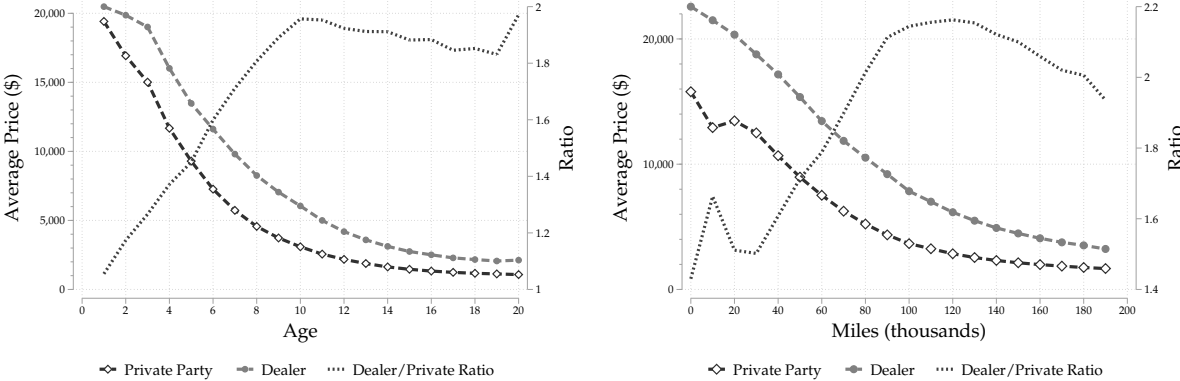 20,000
15,000
10,000
5,000
0
Average Price ($)
2
1.8
1.6
1.4
1.2
1
Ratio
0 2 4 6 8 10 12 14 16 18 20
Age
Private Party Dealer Dealer/Private Ratio
20,000
10,000
0
Average Price ($)
2.2
2
1.8
1.6
1.4
Ratio
0 20 40 60 80 100 120 140 160 180 200
Miles (thousands)
Private Party Dealer Dealer/Private Ratio